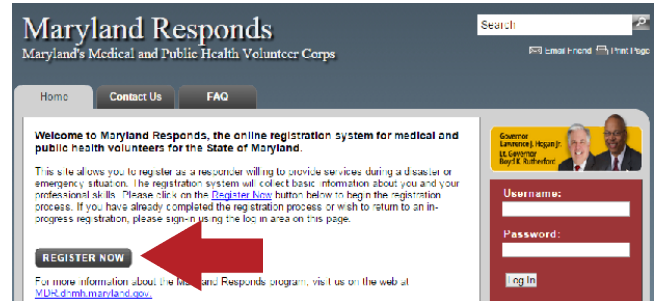 Maryland Responds
Maryland's Medical and Public Health Volunteer Corps
Search
Email Friend Print Page
Home Contact Us FAQ
Welcome to Maryland Responds, the online registration system for medical and
public health volunteers for the State of Maryland.
This site allows you to register as a responder willing to provide services during a disaster or
emergency situation. The registration system will collect basic information about you and your
professional skills. Please click on the Register Now button below to begin the registration
process. If you have already completed the registration process or wish to return to an in-
progress registration, please sign-in using the log in area on this page.
REGISTER NOW
For more information about the and Responds program, visit us on the web at
MDR.dhmh.maryland.gov.
Governor
Lawrence J. Hogan Jr.
Lt. Governor
Boyd K. Rutherford
Username:
Password:
Log In